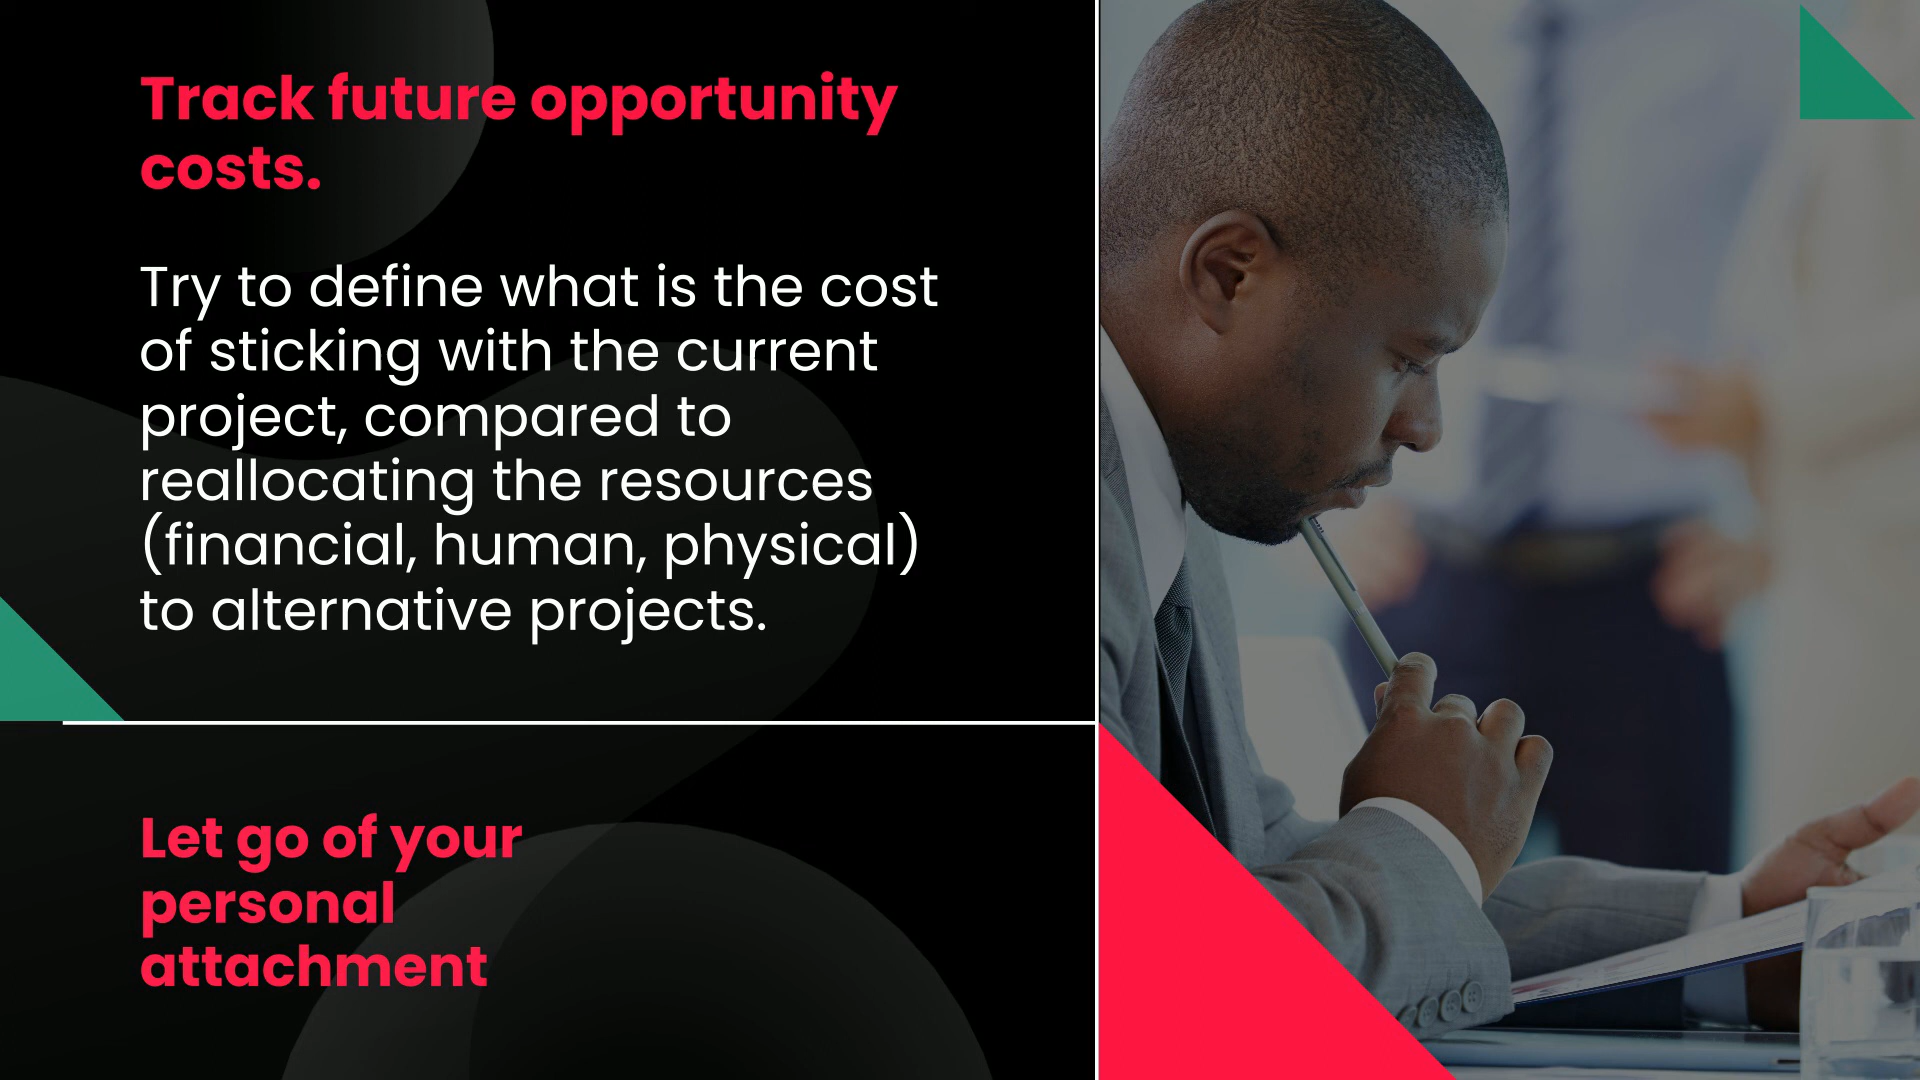 Track future opportunity
costs.
Try to define what is the cost
of sticking with the current
project, compared to
reallocating the resources
(financial, human, physical)
to alternative projects.
Let go of your
personal
attachment